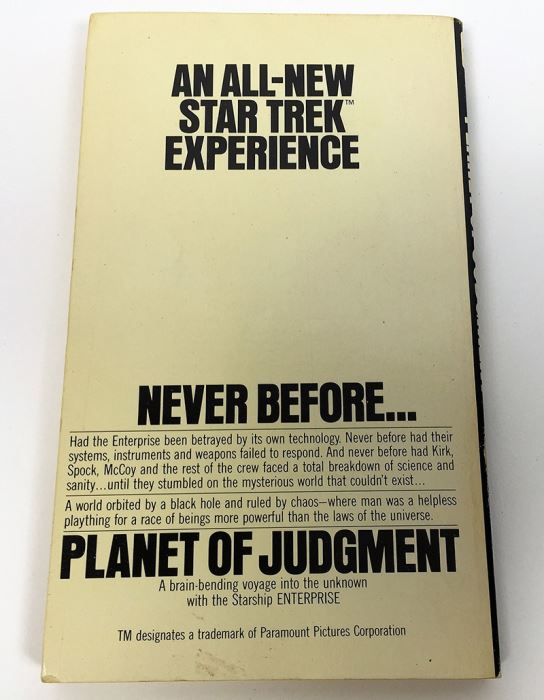 AN ALL-NEW
STAR TREK™
EXPERIENCE
NEVER BEFORE...
Had the Enterprise been betrayed by its own technology. Never before had their
systems, instruments and weapons failed to respond. And never before had Kirk,
Spock, McCoy and the rest of the crew faced a total breakdown of science and
sanity...until they stumbled on the mysterious world that couldn't exist...
A world orbited by a black hole and ruled by chaos—where man was a helpless
plaything for a race of beings more powerful than the laws of the universe.
PLANET OF JUDGMENT
A brain-bending voyage into the unknown
with the Starship ENTERPRISE
TM designates a trademark of Paramount Pictures Corporation